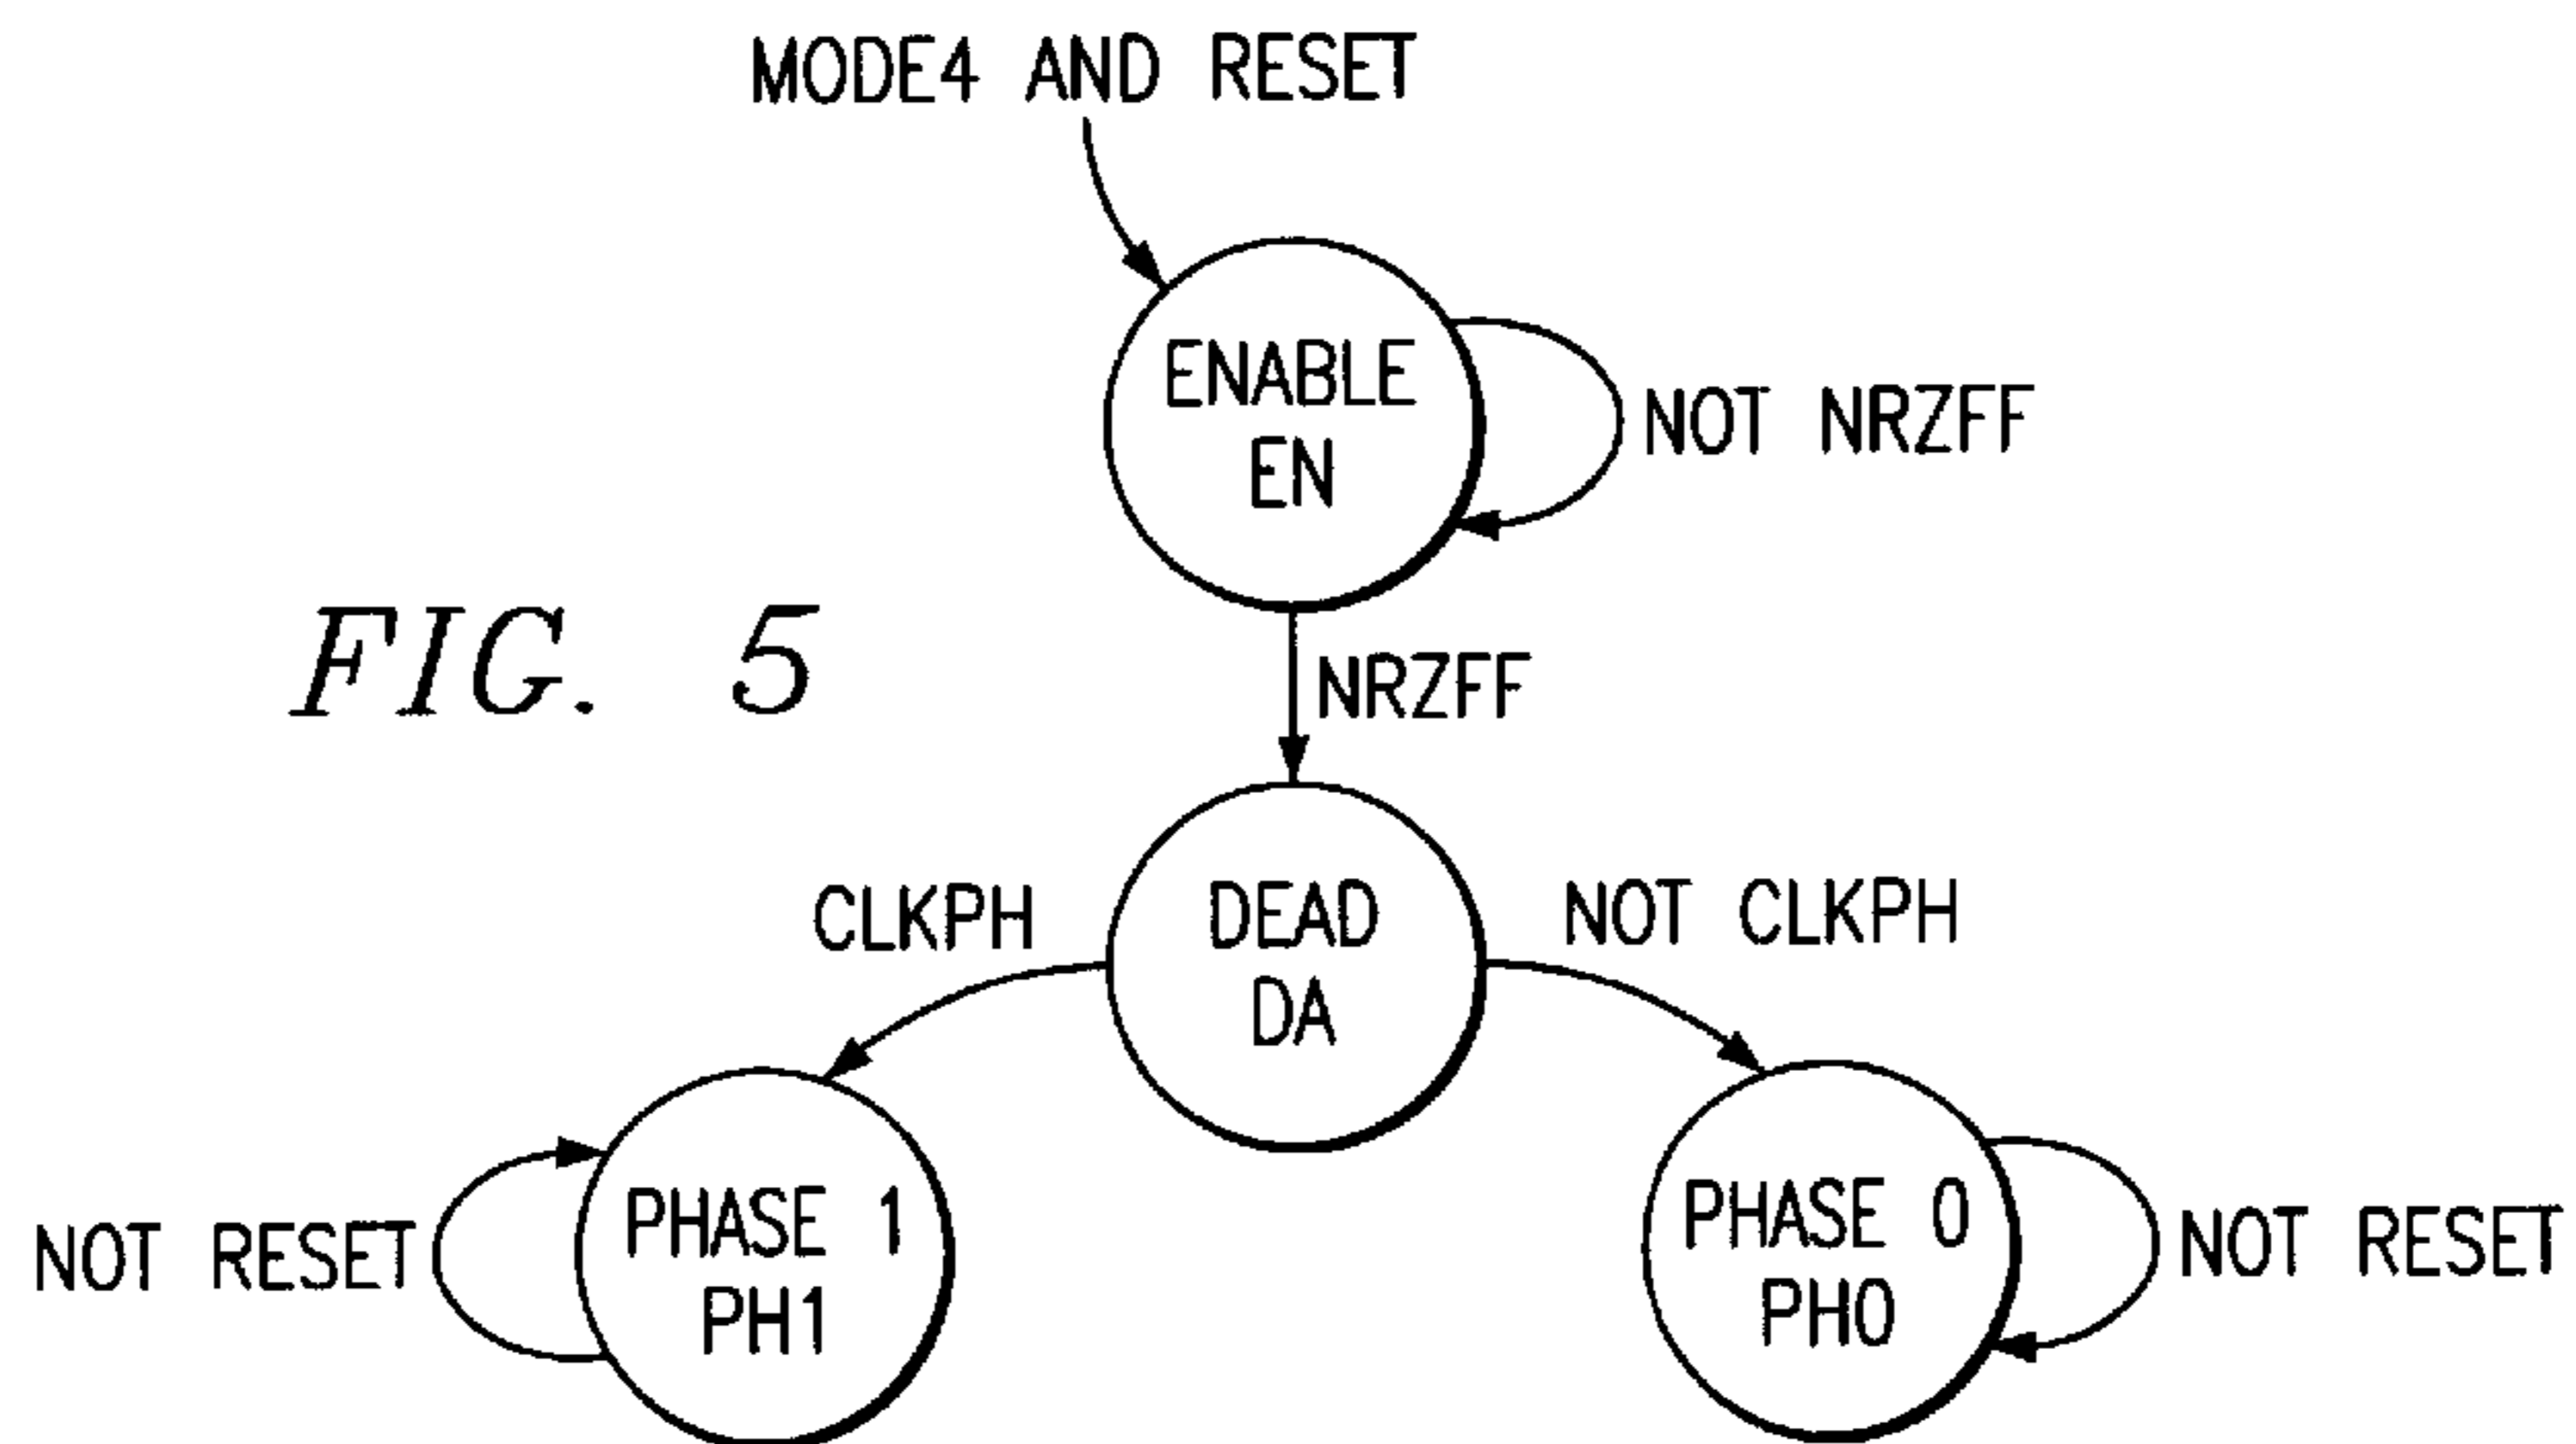 MODE4 AND RESET
ENABLE
EN
NOT NRZFF
FIG. 5
NRZFF
CLKPH
DEAD
DA
NOT CLKPH
NOT RESET
PHASE 1
PH1
PHASE 0
PH0
NOT RESET